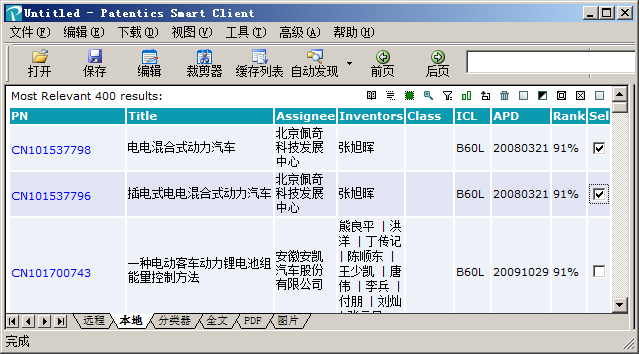 Untitled - Patentics Smart Client
文件(F) 编辑(E) 下载(D) 视图(V) 工具(T) 高级(A) 帮助(H)
打开 保存 编辑 裁剪器 缓存列表 自动发现 前页 后页
Most Relevant 400 results:
PN Title Assignee Inventors Class ICL APD Rank Sel
CN101537798 电电混合式动力汽车 北京佩奇
科技发展
中心 张旭晖 B60L 20080321 91%
CN101537796 插电式电电混合式动力汽车 北京佩奇
科技发展
中心 张旭晖 B60L 20080321 91%
CN101700743 一种电动客车动力锂电池组
能量控制方法 安徽安凯
汽车股份
有限公司 熊良平 | 洪
洋 | 丁传记
| 陈顺东 |
王少凯 | 唐
伟 | 李兵 |
付朋 | 刘灿 B60L 20091029 91%
远程 本地 分类器 全文 PDF 图片
完成